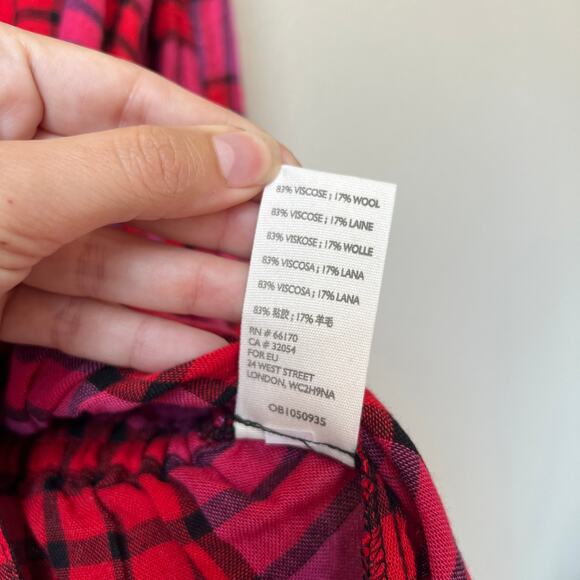 83% VISCOSE ; 17% WOOL
83% VISCOSE ; 17% LAINE
83% VISKOSE ; 17% WOLLE
83% VISCOSA ; 17% LANA
83% VISCOSA ; 17% LANA
83% 粘胶 ; 17% 羊毛
RN # 66170
CA # 32054
FOR EU
24 WEST STREET
LONDON, WC2H9NA
OB1050935